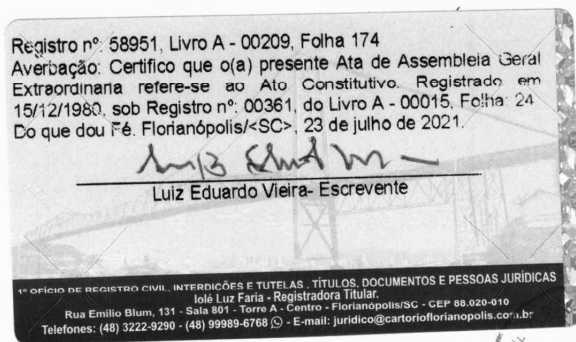 Registro nº: 58951, Livro A - 00209, Folha 174
Averbação: Certifico que o(a) presente Ata de Assembleia Geral
Extraordinaria refere-se ao Ato Constitutivo. Registrado em
15/12/1980, sob Registro nº: 00361, do Livro A - 00015, Folha: 24
Do que dou Fé. Florianópolis/<SC>, 23 de julho de 2021.
Luiz Eduardo Vieira- Escrevente
1º OFÍCIO DE REGISTRO CIVIL, INTERDIÇÕES E TUTELAS, TÍTULOS, DOCUMENTOS E PESSOAS JURÍDICAS
Iolé Luz Faria - Registradora Titular.
Rua Emílio Blum, 131 - Sala 801 - Torre A - Centro - Florianópolis/SC - CEP 88.020-010
Telefones: (48) 3222-9290 - (48) 99989-6768 - E-mail: juridico@cartorioflorianopolis.com.br